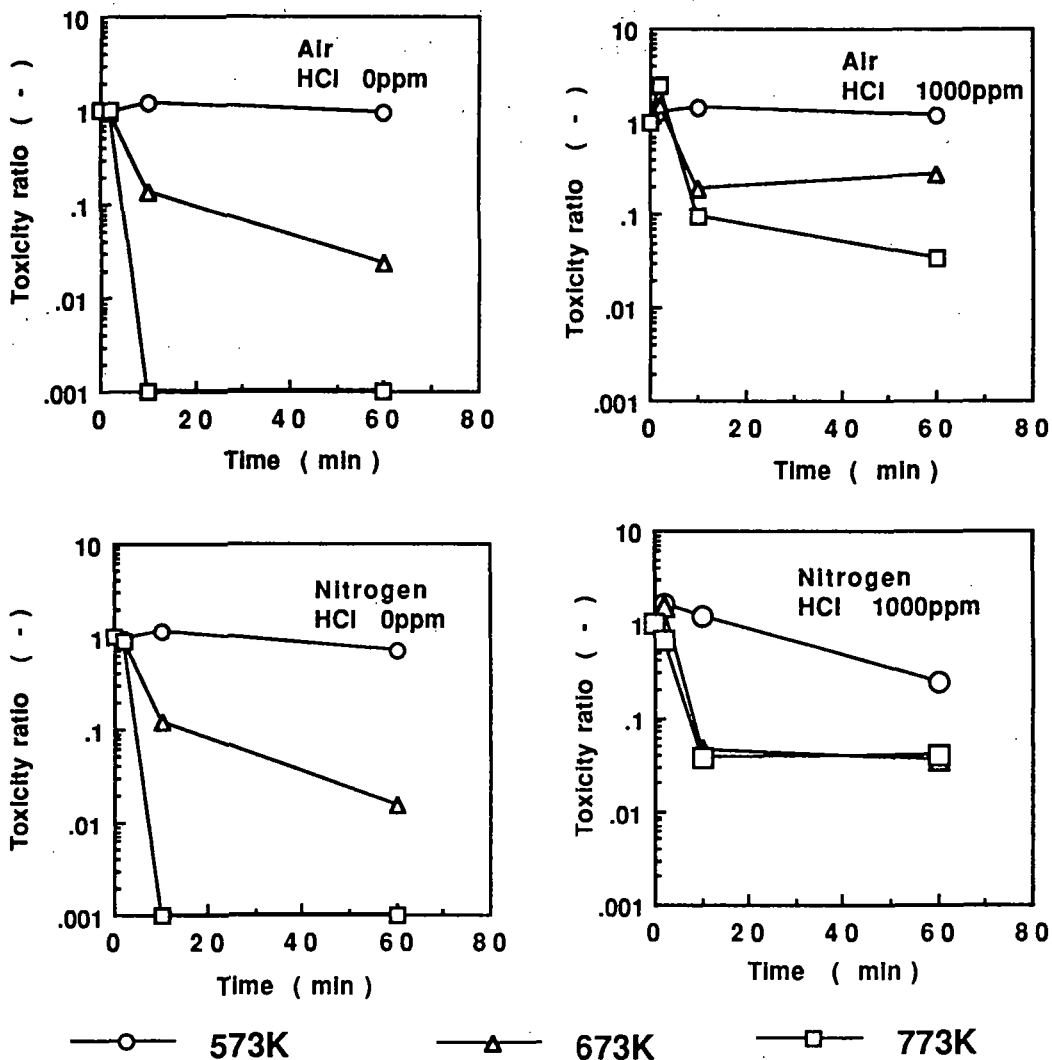 10
1
.1
.01
.001
Toxicity ratio ( - )
Air
HCl 0ppm
0 20 40 60 80
Time ( min )
10
1
0.1
0.01
.001
Toxicity ratio ( - )
Air
HCl 1000ppm
0 20 40 60 80
Time ( min )
10
1
.1
.01
.001
Toxicity ratio ( - )
Nitrogen
HCl 0ppm
0 20 40 60 80
Time ( min )
10
1
.1
0.01
.001
Toxicity ratio ( - )
Nitrogen
HCl 1000ppm
0 20 40 60 80
Time ( min )
573K 673K 773K